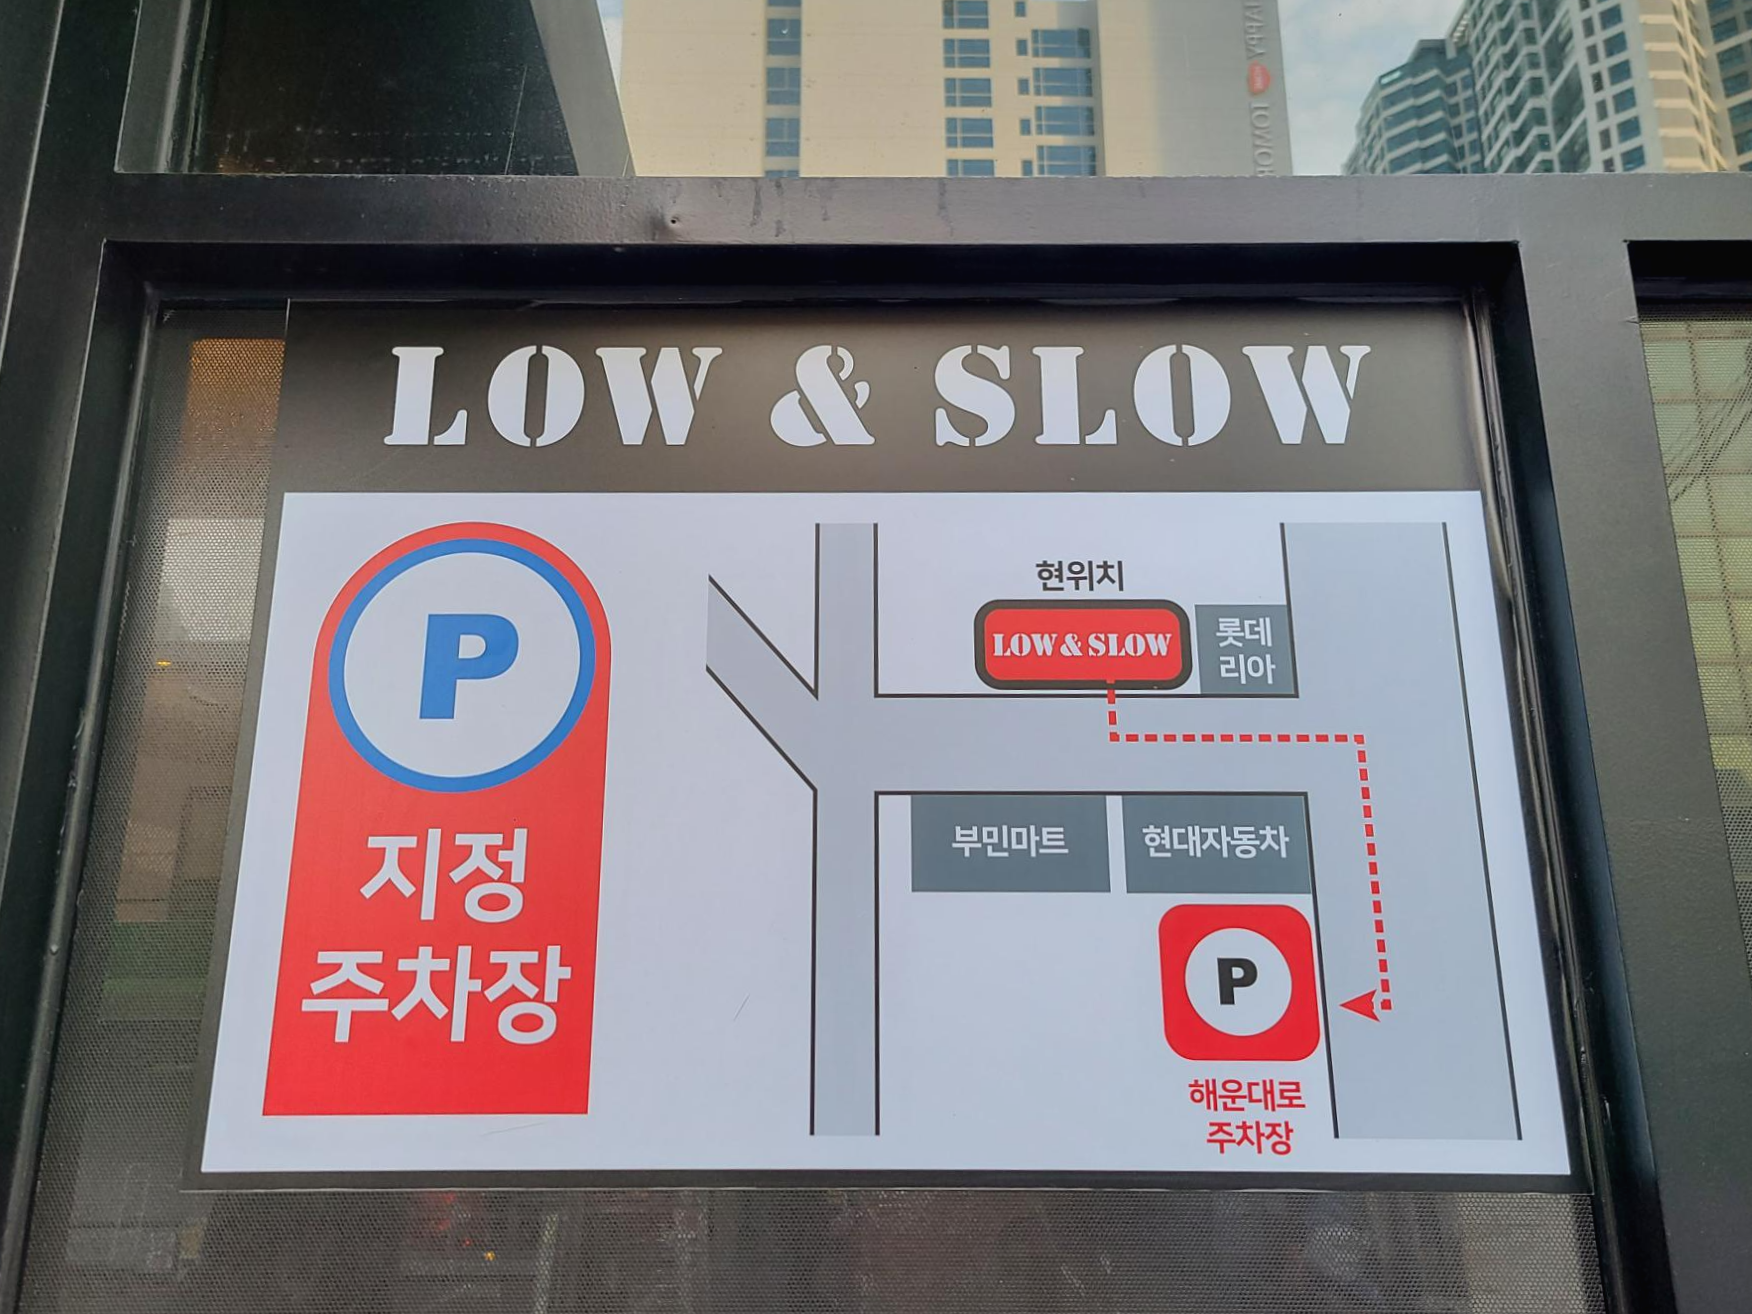 LOW & SLOW
P
지정
주차장
현위치
LOW & SLOW
롯데
리아
부민마트
현대자동차
P
해운대로
주차장